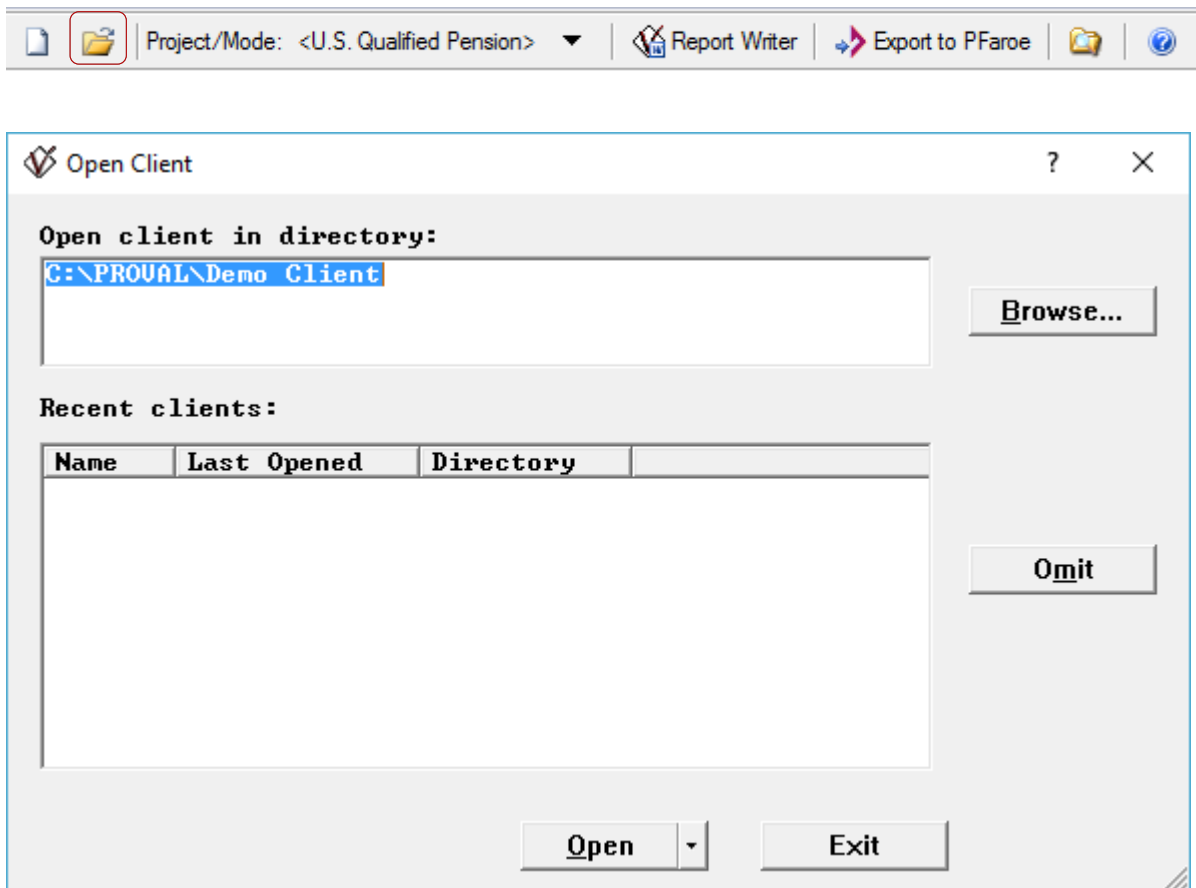 Project/Mode: <U.S. Qualified Pension> Report Writer Export to PFaroe
Open Client ?
Open client in directory:
C:\PROVAL\Demo Client
Browse...
Recent clients:
Name Last Opened Directory
Omit
Open Exit